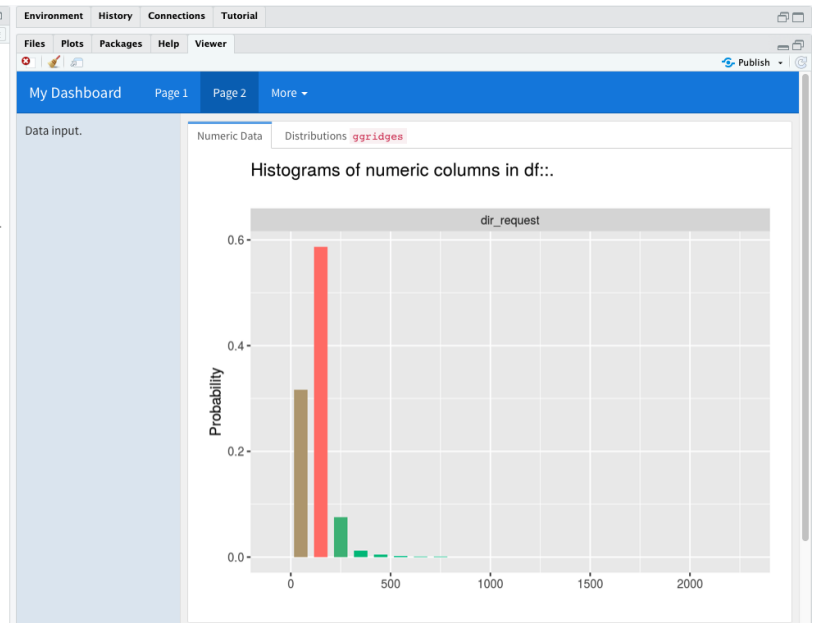 Environment History Connections Tutorial
Files Plots Packages Help Viewer
Publish
My Dashboard Page 1 Page 2 More
Data input.
Numeric Data Distributions ggridges
Histograms of numeric columns in df::.
dir_request
0.6
0.4
0.2
0.0
Probability
0 500 1000 1500 2000